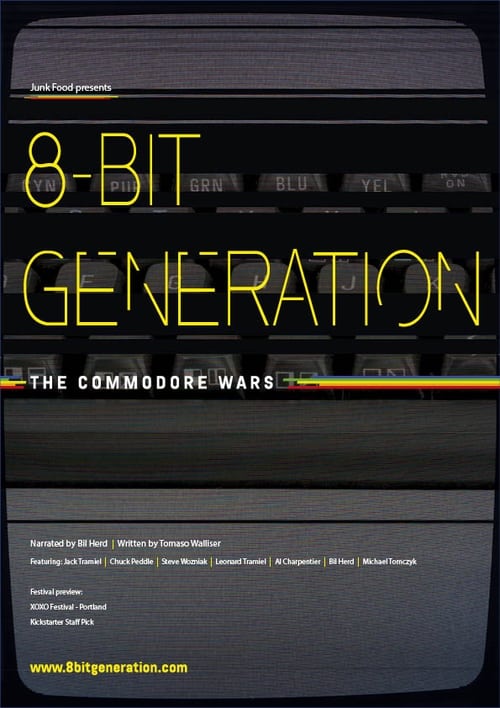 Junk Food presents
8-BIT
CYN PUR GRN BLU YEL RVS
ON
GENERATION
F G H J K
THE COMMODORE WARS
Narrated by Bil Herd | Written by Tomaso Walliser
Featuring: Jack Tramiel | Chuck Peddle | Steve Wozniak | Leonard Tramiel | Al Charpentier | Bil Herd | Michael Tomczyk
Festival preview:
XOXO Festival - Portland
Kickstarter Staff Pick
www.8bitgeneration.com